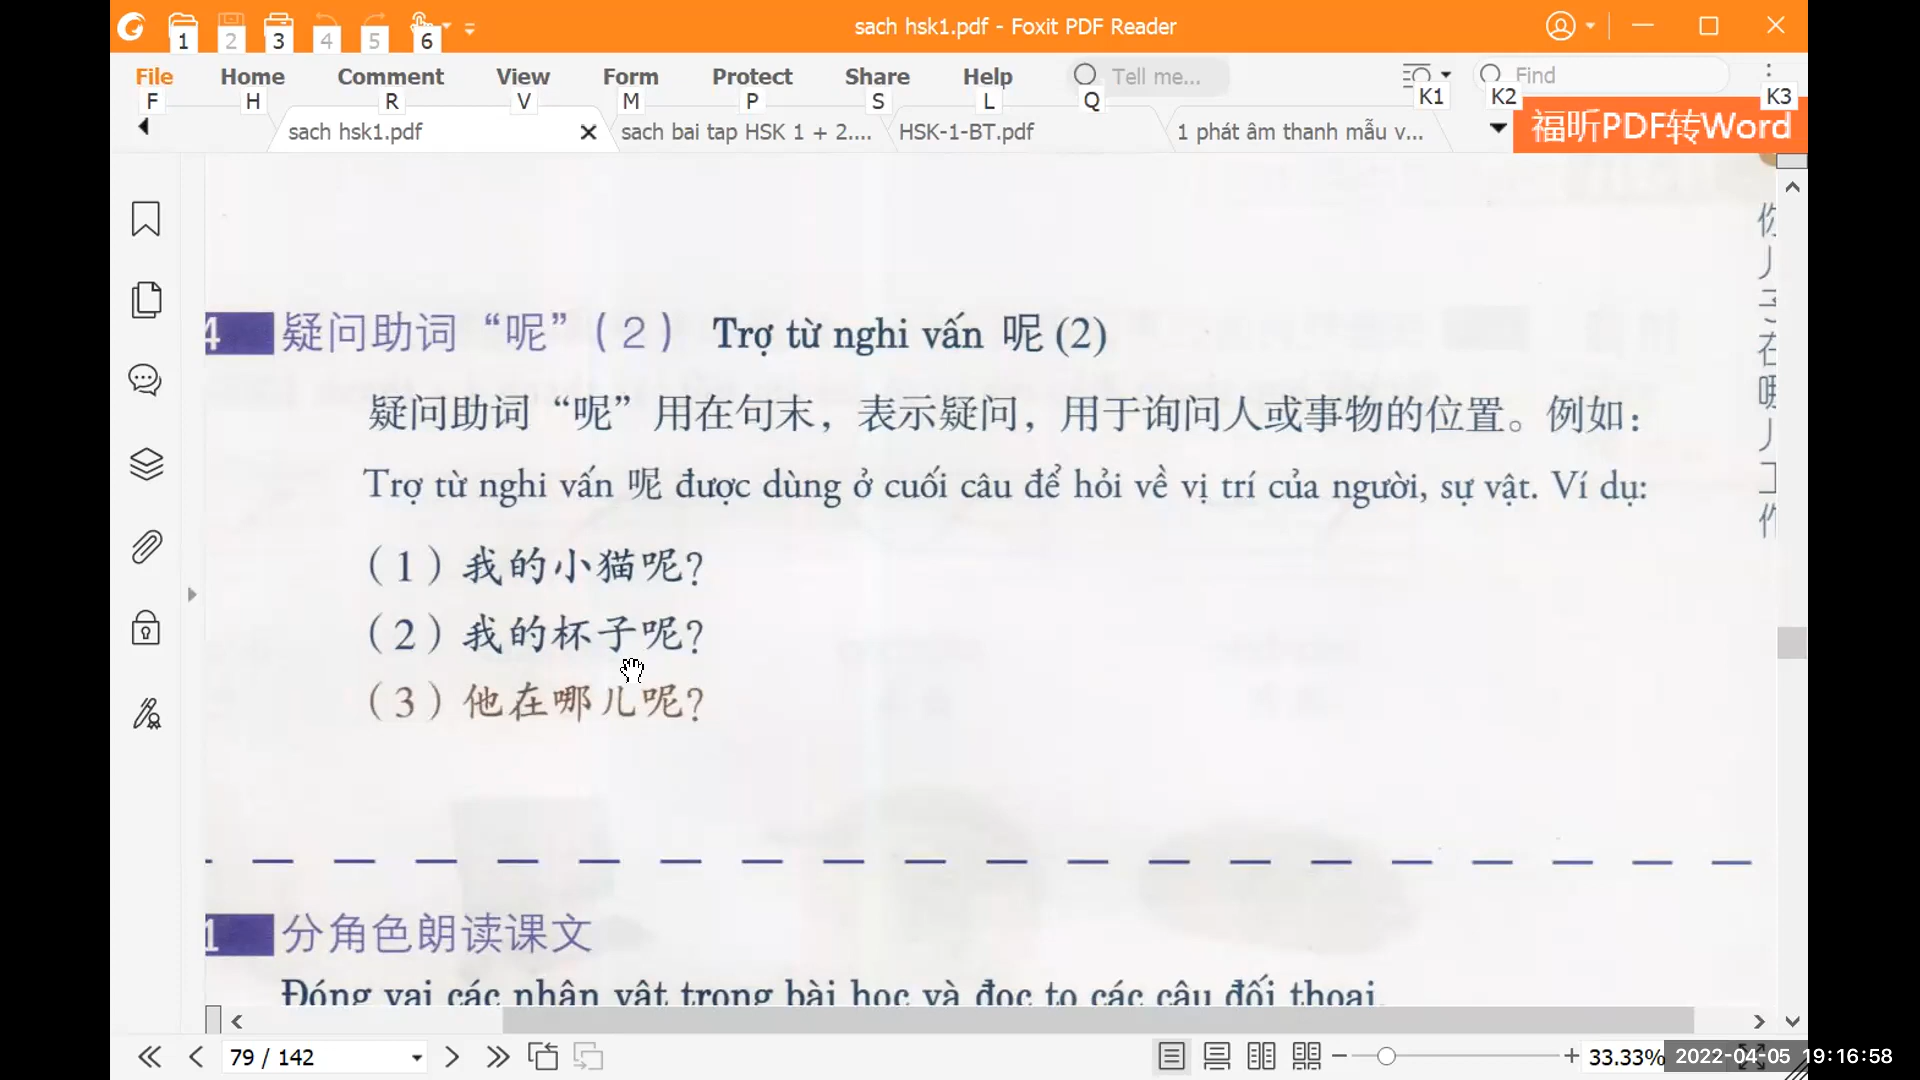 1 2 3 4 5 6 sach hsk1.pdf - Foxit PDF Reader
File Home Comment View Form Protect Share Help Tell me... Find
F H R V M P S L Q K1 K2 K3
sach hsk1.pdf sach bai tap HSK 1 + 2.... HSK-1-BT.pdf 1 phát âm thanh mẫu v... 福昕PDF转Word
4 疑问助词“呢”（2） Trợ từ nghi vấn 呢 (2)
疑问助词“呢”用在句末，表示疑问，用于询问人或事物的位置。例如：
Trợ từ nghi vấn 呢 được dùng ở cuối câu để hỏi về vị trí của người, sự vật. Ví dụ:
（1）我的小猫呢？
（2）我的杯子呢？
（3）他在哪儿呢？
1 分角色朗读课文
Đóng vai các nhân vật trong bài học và đọc to các câu đối thoại.
79 / 142 33.33% 2022-04-05 19:16:58